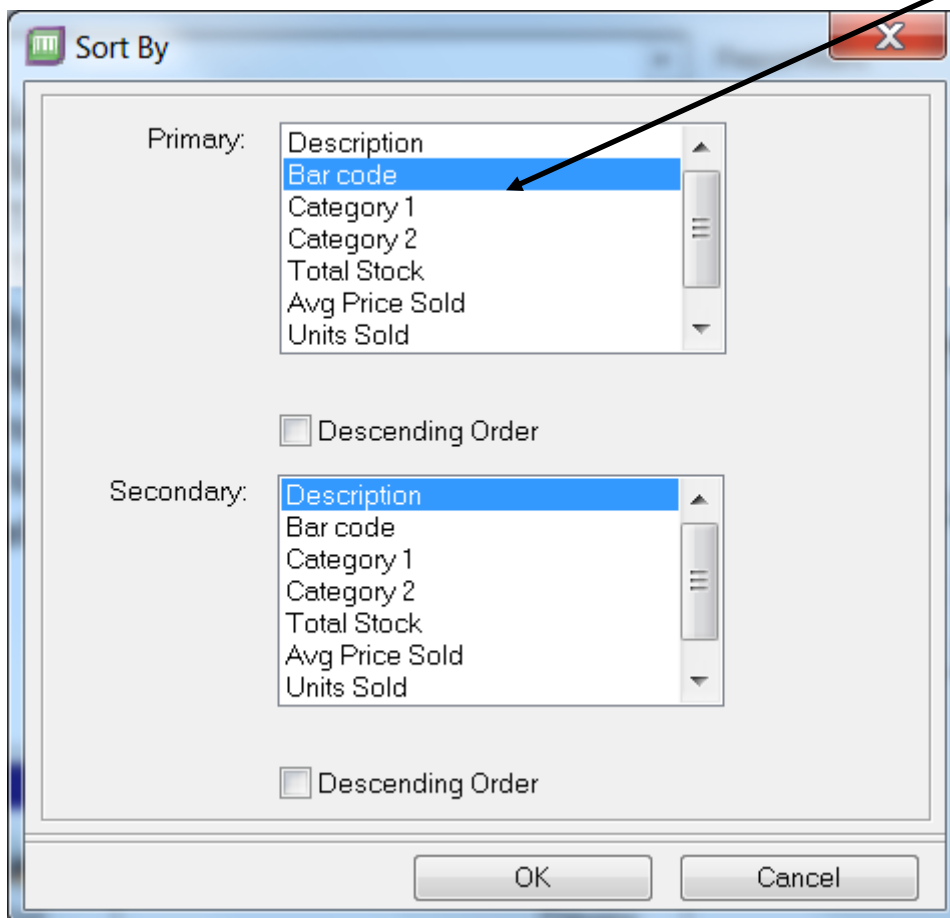 Sort By
Primary:
Description
Bar code
Category 1
Category 2
Total Stock
Avg Price Sold
Units Sold
Descending Order
Secondary:
Description
Bar code
Category 1
Category 2
Total Stock
Avg Price Sold
Units Sold
Descending Order
OK
Cancel